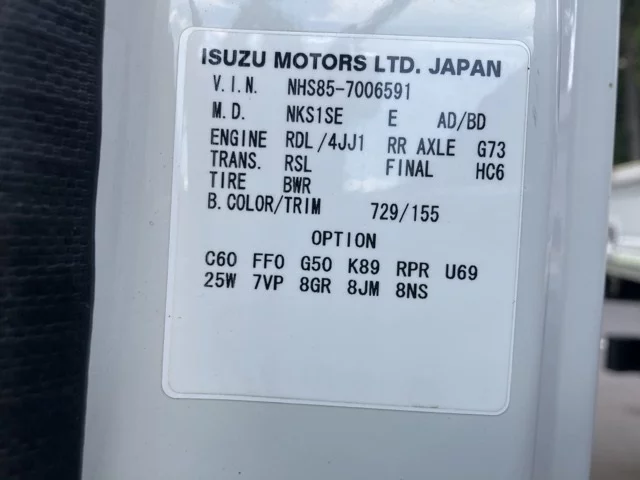 ISUZU MOTORS LTD. JAPAN
V.I.N. NHS85-7006591
M.D. NKS1SE E AD/BD
ENGINE RDL/4JJ1 RR AXLE G73
TRANS. RSL FINAL HC6
TIRE BWR
B.COLOR/TRIM 729/155
OPTION
C60 FF0 G50 K89 RPR U69
25W 7VP 8GR 8JM 8NS